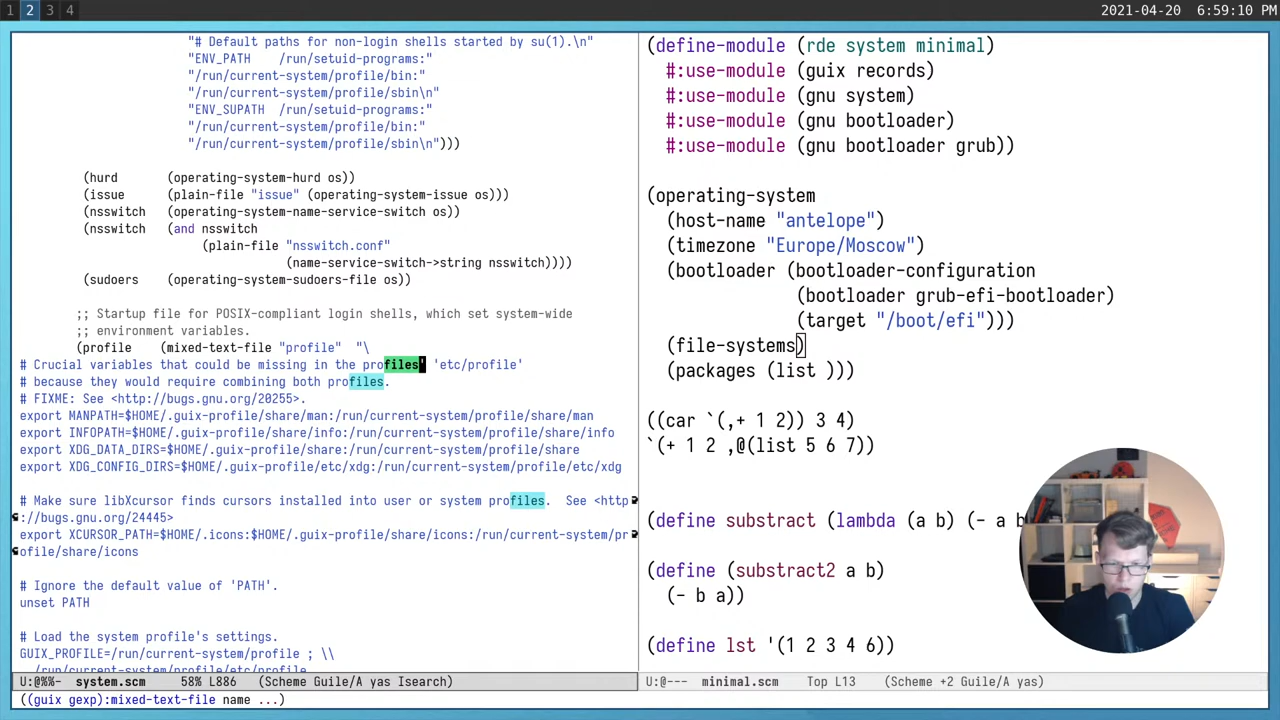 1 2 3 4
2021-04-20 6:59:10 PM
"# Default paths for non-login shells started by su(1).\n"
"ENV_PATH    /run/setuid-programs:"
"/run/current-system/profile/bin:"
"/run/current-system/profile/sbin\n"
"ENV_SUPATH  /run/setuid-programs:"
"/run/current-system/profile/bin:"
"/run/current-system/profile/sbin\n")))
(hurd      (operating-system-hurd os))
(issue     (plain-file "issue" (operating-system-issue os)))
(nsswitch  (operating-system-name-service-switch os))
(nsswitch  (and nsswitch
(plain-file "nsswitch.conf"
(name-service-switch->string nsswitch))))
(sudoers   (operating-system-sudoers-file os))
;; Startup file for POSIX-compliant login shells, which set system-wide
;; environment variables.
(profile    (mixed-text-file "profile"  "\
# Crucial variables that could be missing in the profiles' 'etc/profile'
# because they would require combining both profiles.
# FIXME: See <http://bugs.gnu.org/20255>.
export MANPATH=$HOME/.guix-profile/share/man:/run/current-system/profile/share/man
export INFOPATH=$HOME/.guix-profile/share/info:/run/current-system/profile/share/info
export XDG_DATA_DIRS=$HOME/.guix-profile/share:/run/current-system/profile/share
export XDG_CONFIG_DIRS=$HOME/.guix-profile/etc/xdg:/run/current-system/profile/etc/xdg
# Make sure libXcursor finds cursors installed into user or system profiles.  See <http
://bugs.gnu.org/24445>
export XCURSOR_PATH=$HOME/.icons:$HOME/.guix-profile/share/icons:/run/current-system/pr
ofile/share/icons
# Ignore the default value of 'PATH'.
unset PATH
# Load the system profile's settings.
GUIX_PROFILE=/run/current-system/profile ; \\
. /run/current-system/profile/etc/profile
U:@%%-  system.scm     58% L886   (Scheme Guile/A yas Isearch)
((guix gexp):mixed-text-file name ...)
(define-module (rde system minimal)
#:use-module (guix records)
#:use-module (gnu system)
#:use-module (gnu bootloader)
#:use-module (gnu bootloader grub))
(operating-system
(host-name "antelope")
(timezone "Europe/Moscow")
(bootloader (bootloader-configuration
(bootloader grub-efi-bootloader)
(target "/boot/efi")))
(file-systems)
(packages (list )))
((car `(,+ 1 2)) 3 4)
`(+ 1 2 ,@(list 5 6 7))
(define substract (lambda (a b) (- a b
(define (substract2 a b)
(- b a))
(define lst '(1 2 3 4 6))
U:@---  minimal.scm    Top L13    (Scheme +2 Guile/A yas)